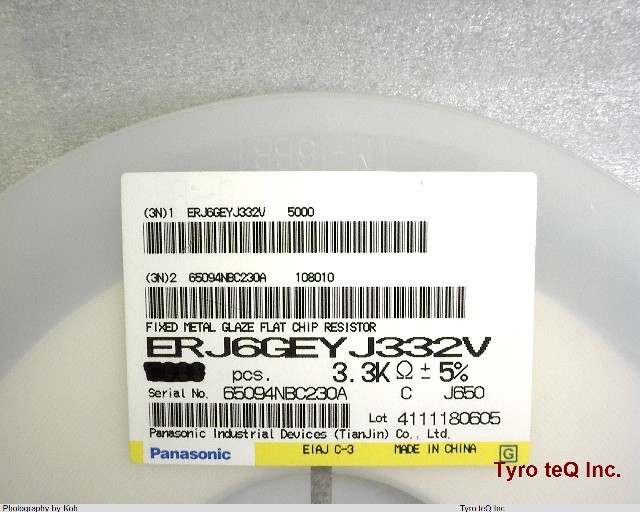 (3N)1 ERJ6GEYJ332V 5000
(3N)2 65094NBC230A 108010
FIXED METAL GLAZE FLAT CHIP RESISTOR
ERJ6GEYJ332V
pcs. 3.3K Ω ± 5%
Serial No. 65094NBC230A C J650
Lot 4111180605
Panasonic Industrial Devices (TianJin) Co., Ltd.
Panasonic EIAJ C-3 MADE IN CHINA G
Tyro teQ Inc.
Photography by Koh Tyro teQ Inc